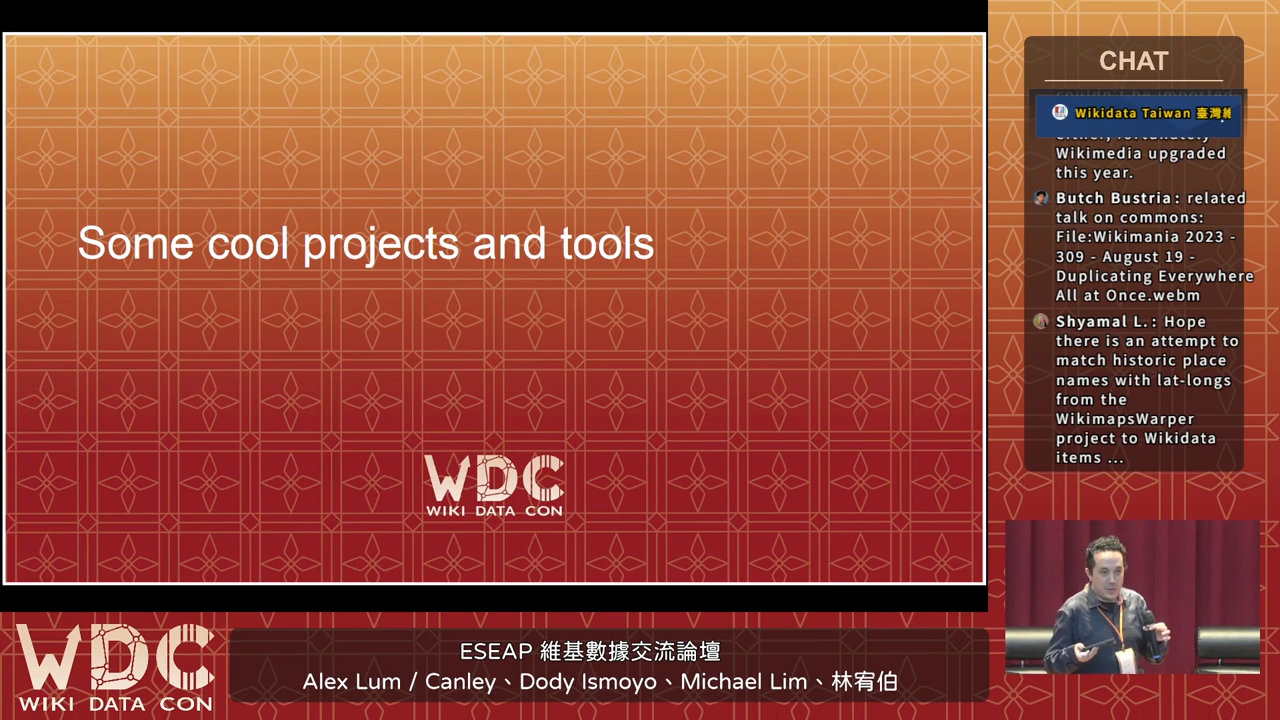 Some cool projects and tools
WDC
WIKI DATA CON
CHAT
Wikidata Taiwan 臺灣維
either, fortunately
Wikimedia upgraded
this year.
Butch Bustria: related
talk on commons:
File:Wikimania 2023 -
309 - August 19 -
Duplicating Everywhere
All at Once.webm
Shyamal L.: Hope
there is an attempt to
match historic place
names with lat-longs
from the
WikimapsWarper
project to Wikidata
items ...
WDC
WIKI DATA CON
ESEAP 維基數據交流論壇
Alex Lum / Canley、Dody Ismoyo、Michael Lim、林宥伯